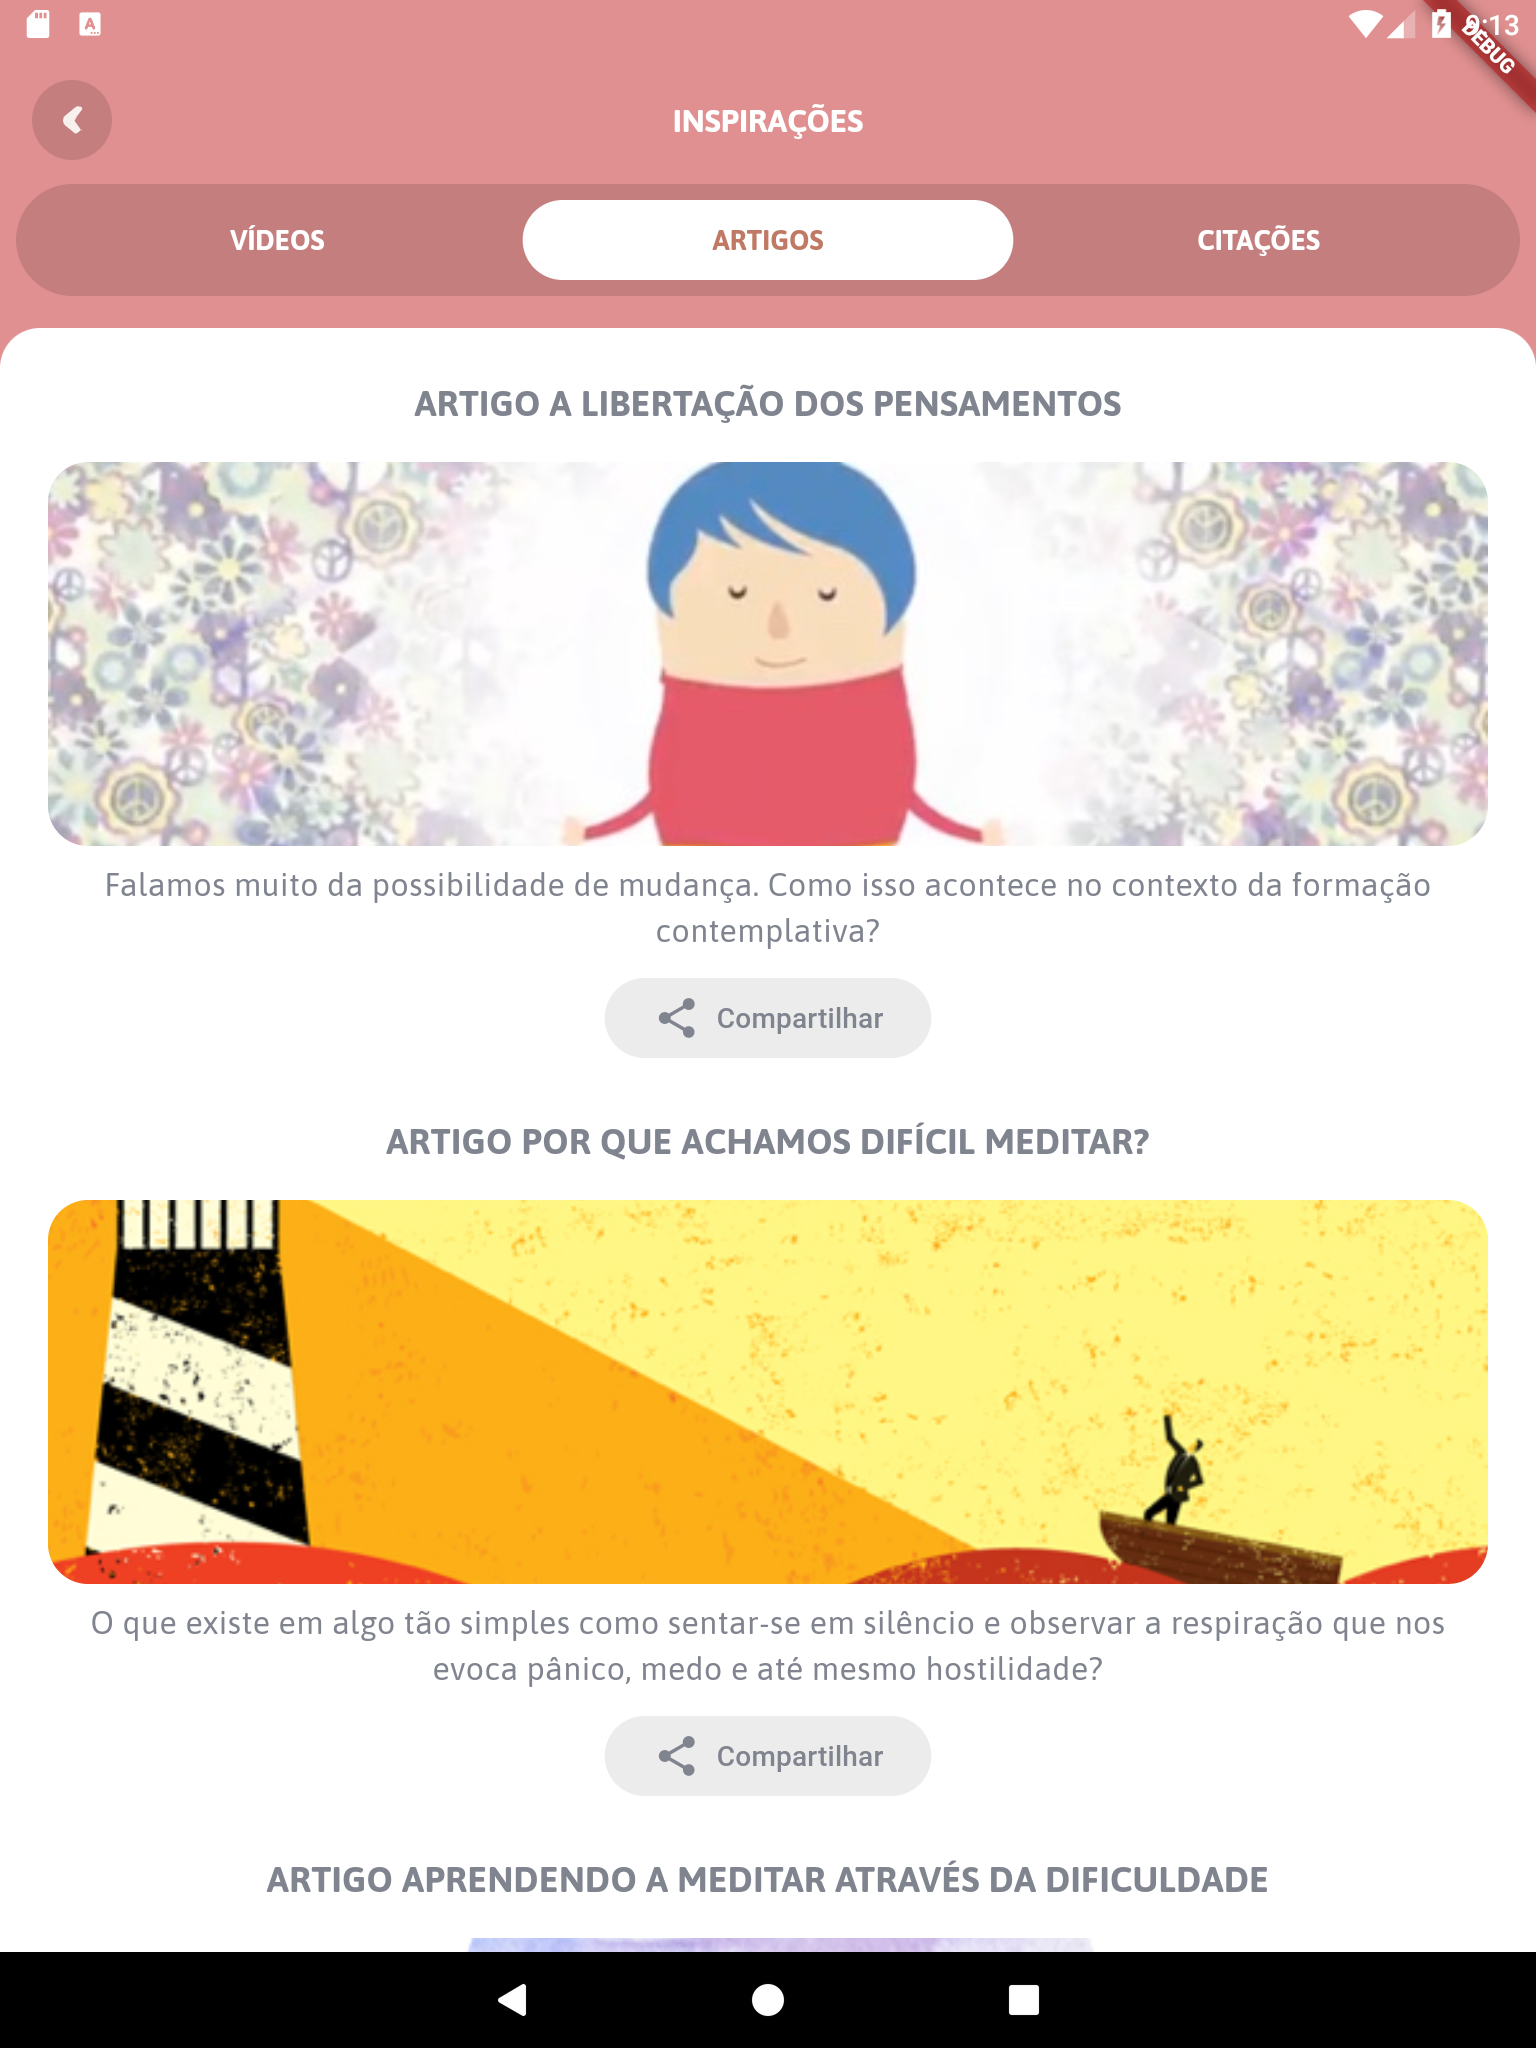 9:13
DEBUG
INSPIRAÇÕES
VÍDEOS
ARTIGOS
CITAÇÕES
ARTIGO A LIBERTAÇÃO DOS PENSAMENTOS
Falamos muito da possibilidade de mudança. Como isso acontece no contexto da formação
contemplativa?
Compartilhar
ARTIGO POR QUE ACHAMOS DIFÍCIL MEDITAR?
O que existe em algo tão simples como sentar-se em silêncio e observar a respiração que nos
evoca pânico, medo e até mesmo hostilidade?
Compartilhar
ARTIGO APRENDENDO A MEDITAR ATRAVÉS DA DIFICULDADE